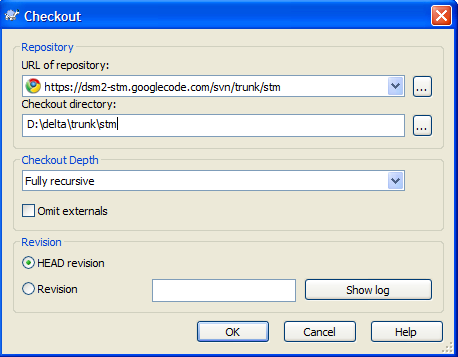 Checkout
Repository
URL of repository:
https://dsm2-stm.googlecode.com/svn/trunk/stm
...
Checkout directory:
D:\delta\trunk\stm
...
Checkout Depth
Fully recursive
Omit externals
Revision
HEAD revision
Revision
Show log
OK Cancel Help